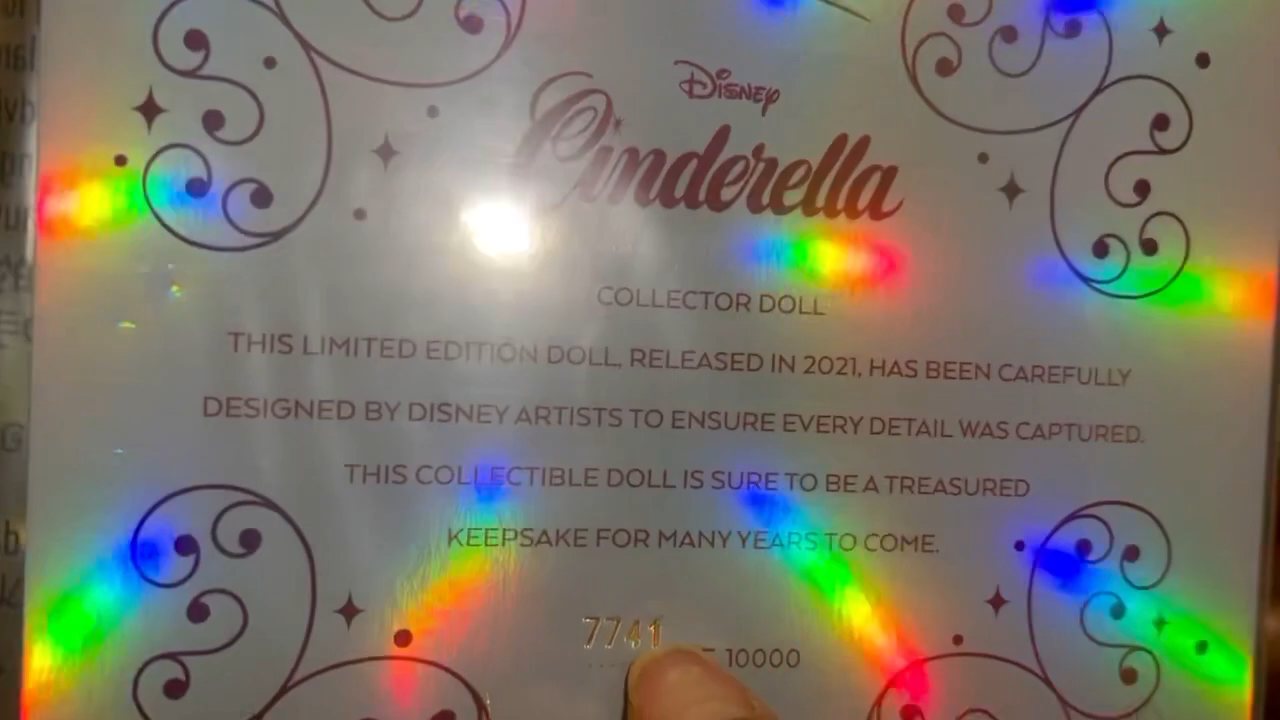 Disney
Cinderella
COLLECTOR DOLL
THIS LIMITED EDITION DOLL, RELEASED IN 2021, HAS BEEN CAREFULLY
DESIGNED BY DISNEY ARTISTS TO ENSURE EVERY DETAIL WAS CAPTURED.
THIS COLLECTIBLE DOLL IS SURE TO BE A TREASURED
KEEPSAKE FOR MANY YEARS TO COME.
7741 10000